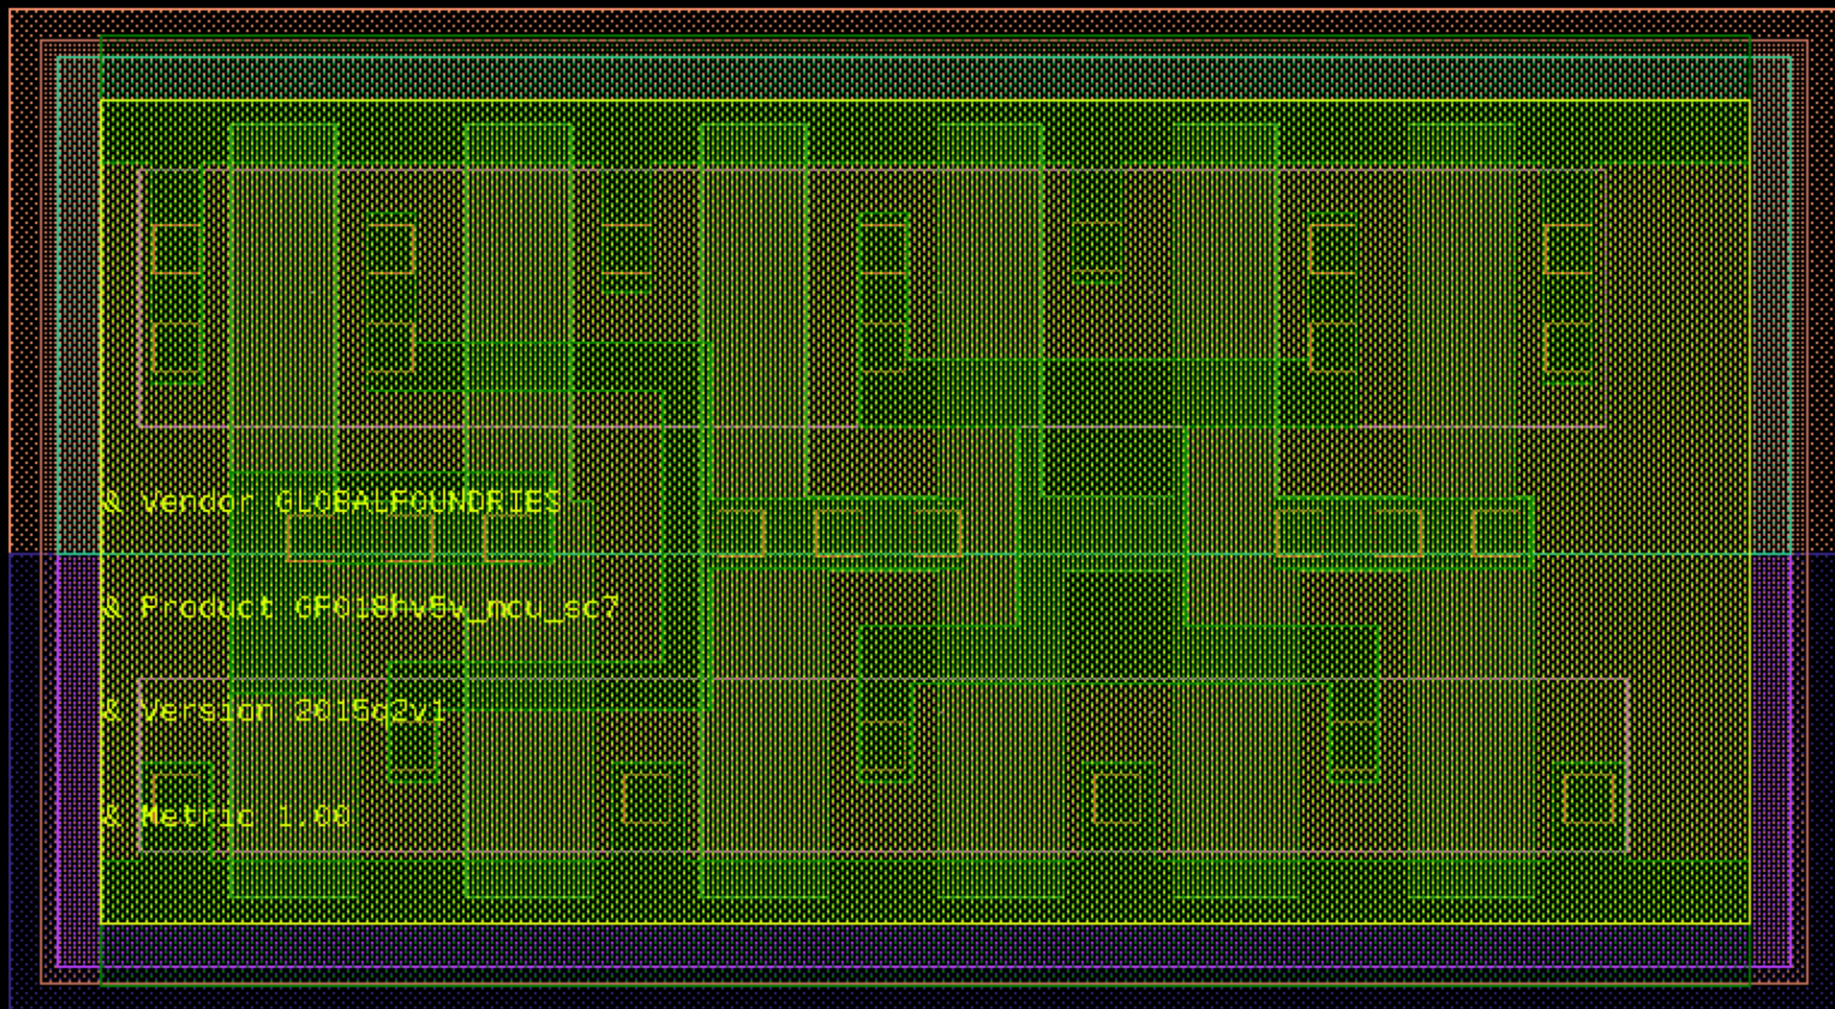 & Vendor GLOBALFOUNDRIES
& Product GF018hv5v_mcu_sc7
& Version 2015q2v1
& Metric 1.00